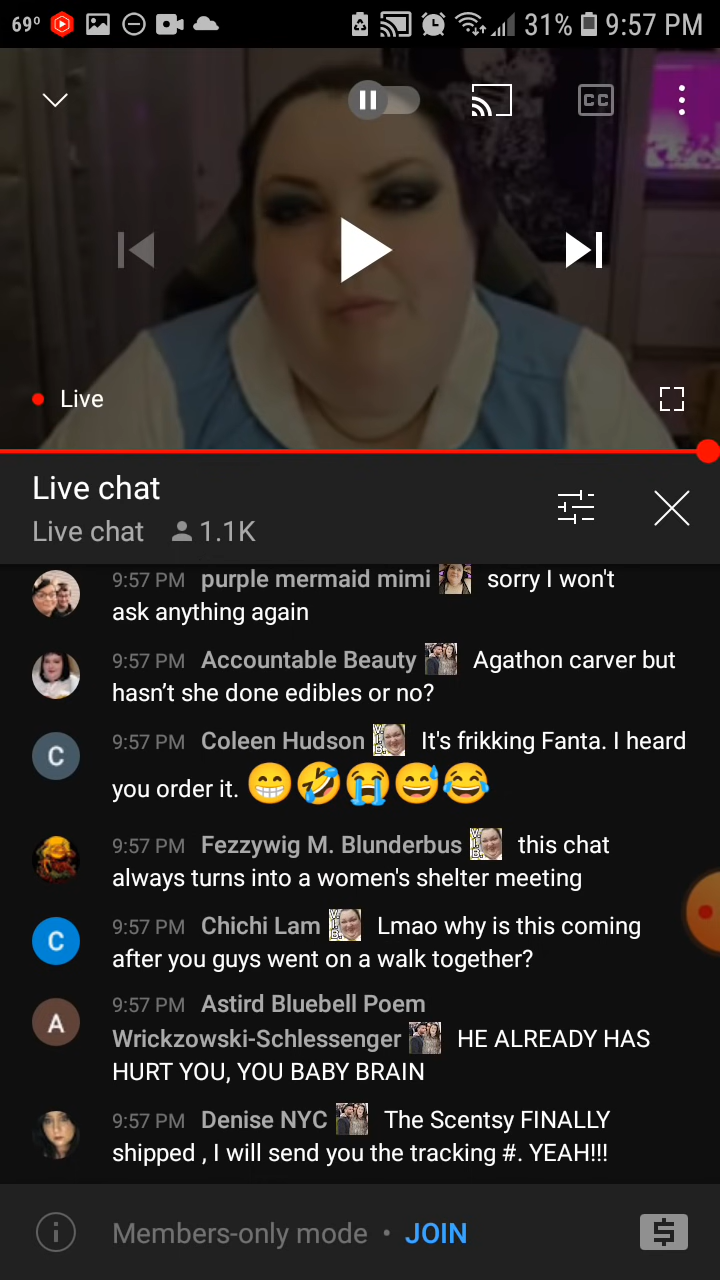 69° 31% 9:57 PM
CC
Live
Live chat
Live chat 1.1K
9:57 PM purple mermaid mimi sorry I won't
ask anything again
9:57 PM Accountable Beauty Agathon carver but
hasn’t she done edibles or no?
C 9:57 PM Coleen Hudson It's frikking Fanta. I heard
you order it. 😁🤣😭😅😂
9:57 PM Fezzywig M. Blunderbus this chat
always turns into a women's shelter meeting
C 9:57 PM Chichi Lam Lmao why is this coming
after you guys went on a walk together?
9:57 PM Astird Bluebell Poem
A Wrickzowski-Schlessenger HE ALREADY HAS
HURT YOU, YOU BABY BRAIN
9:57 PM Denise NYC The Scentsy FINALLY
shipped , I will send you the tracking #. YEAH!!!
Members-only mode • JOIN $